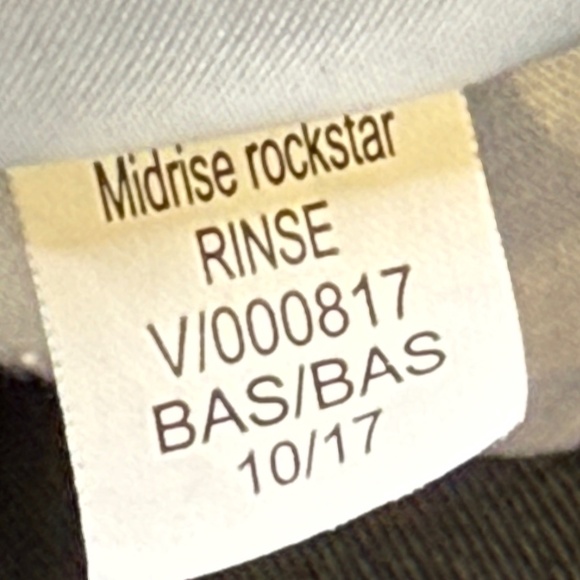 Midrise rockstar
RINSE
V/000817
BAS/BAS
10/17